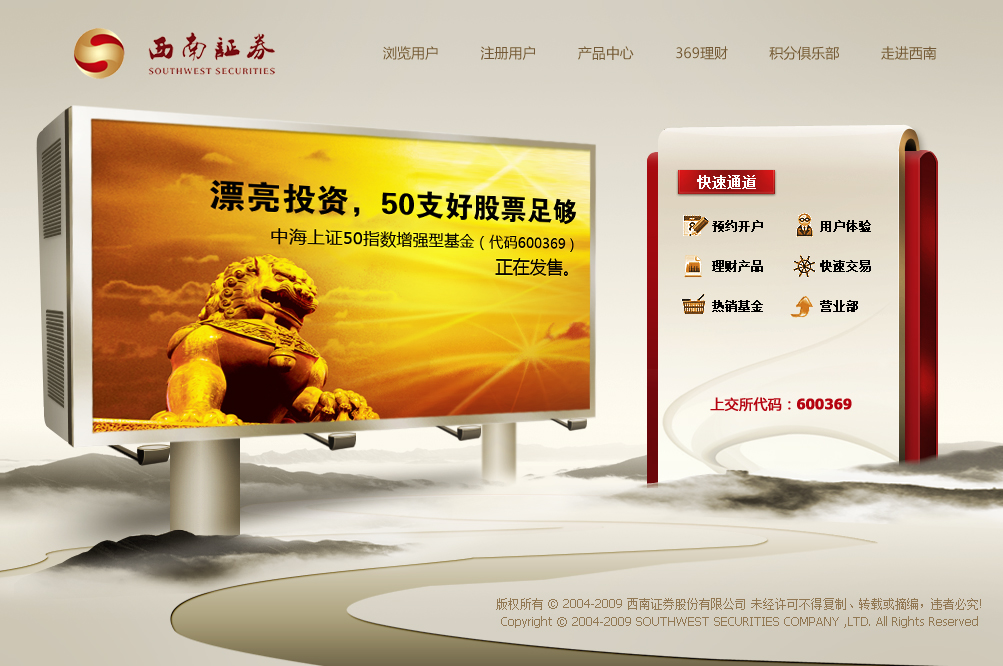 西南証券
SOUTHWEST SECURITIES
浏览用户 注册用户 产品中心 369理财 积分俱乐部 走进西南
漂亮投资，50支好股票足够
中海上证50指数增强型基金（代码600369）
正在发售。
快速通道
预约开户 用户体验
理财产品 快速交易
热销基金 营业部
上交所代码：600369
版权所有 © 2004-2009 西南证券股份有限公司 未经许可不得复制、转载或摘编，违者必究!
Copyright © 2004-2009 SOUTHWEST SECURITIES COMPANY ,LTD. All Rights Reserved